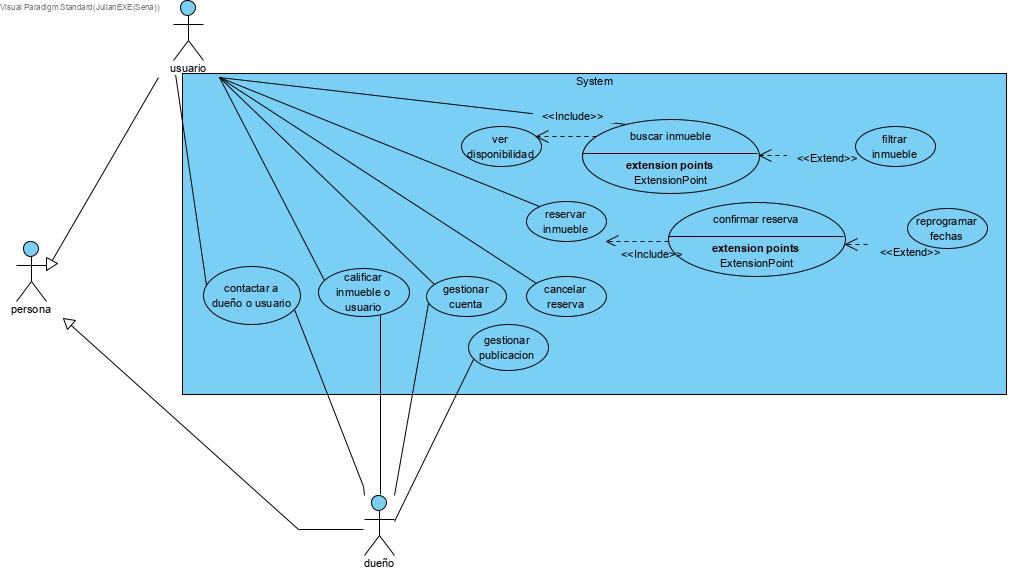 Visual Paradigm Standard(JulianEXE(Sena))
usuario
System
<<Include>>
ver
disponibilidad
buscar inmueble
extension points
ExtensionPoint
<<Extend>>
filtrar
inmueble
reservar
inmueble
confirmar reserva
extension points
ExtensionPoint
<<Include>>
<<Extend>>
reprogramar
fechas
persona
contactar a
dueño o usuario
calificar
inmueble o
usuario
gestionar
cuenta
cancelar
reserva
gestionar
publicacion
dueño